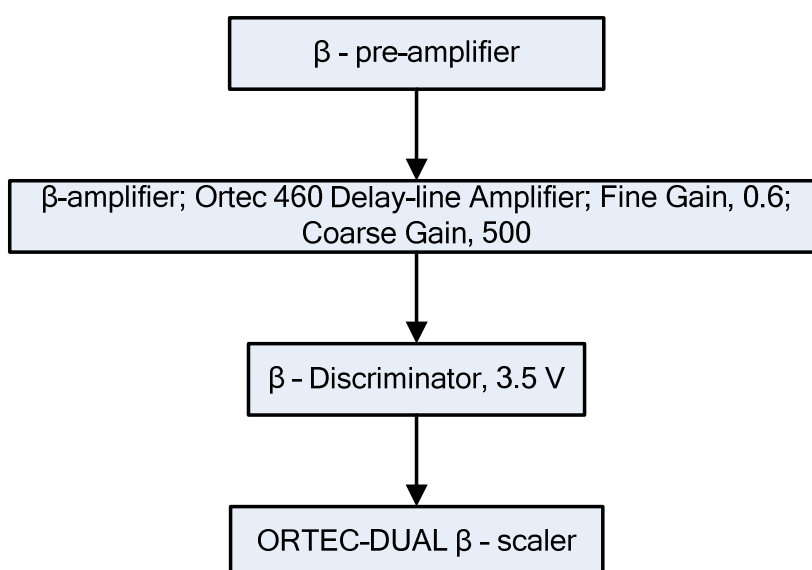 β - pre-amplifier
β-amplifier; Ortec 460 Delay-line Amplifier; Fine Gain, 0.6;
Coarse Gain, 500
β - Discriminator, 3.5 V
ORTEC-DUAL β - scaler